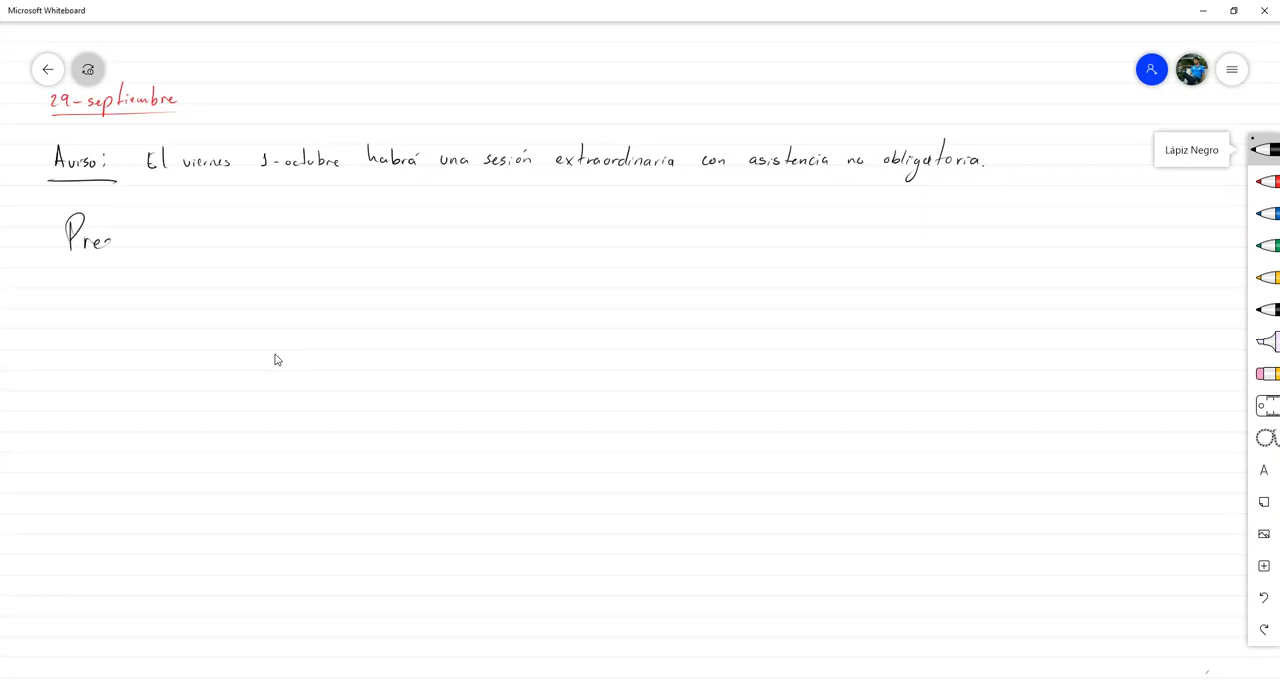 Microsoft Whiteboard
29-septiembre
Aviso: El viernes 1-octubre habrá una sesión extraordinaria con asistencia no obligatoria.
Lápiz Negro
Pre
A